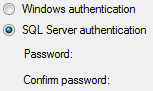 Windows authentication
SQL Server authentication
Password:
Confirm password: